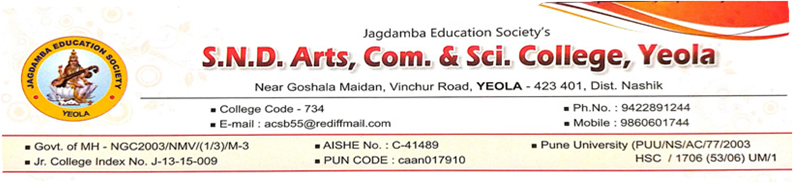 Jagdamba Education Society's
S.N.D. Arts, Com. & Sci. College, Yeola
JAGDAMBA EDUCATION SOCIETY
YEOLA
Near Goshala Maidan, Vinchur Road, YEOLA - 423 401, Dist. Nashik
▪ College Code - 734 ▪ Ph.No. : 9422891244
▪ E-mail : acsb55@rediffmail.com ▪ Mobile : 9860601744
▪ Govt. of MH - NGC2003/NMV/(1/3)/M-3 ▪ AISHE No. : C-41489 ▪ Pune University (PUU/NS/AC/77/2003
▪ Jr. College Index No. J-13-15-009 ▪ PUN CODE : caan017910 HSC / 1706 (53/06) UM/1